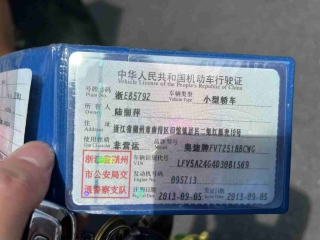 中华人民共和国机动车行驶证
Vehicle License of the People's Republic of China
号牌号码 浙E85792 车辆类型 小型轿车
Plate No. Vehicle Type
所有人 陆瑞萍
Owner
住址
Address
使用性质 非营运 品牌型号 奥迪牌FV7251BBCWG
Use Character
浙江省湖州 车辆识别代号 LFV5A24G4D3081569
VIN
市公安局交 发动机号码 095713
Engine No.
通警察支队 注册日期 2013-09-05 发证日期 2013-09-05